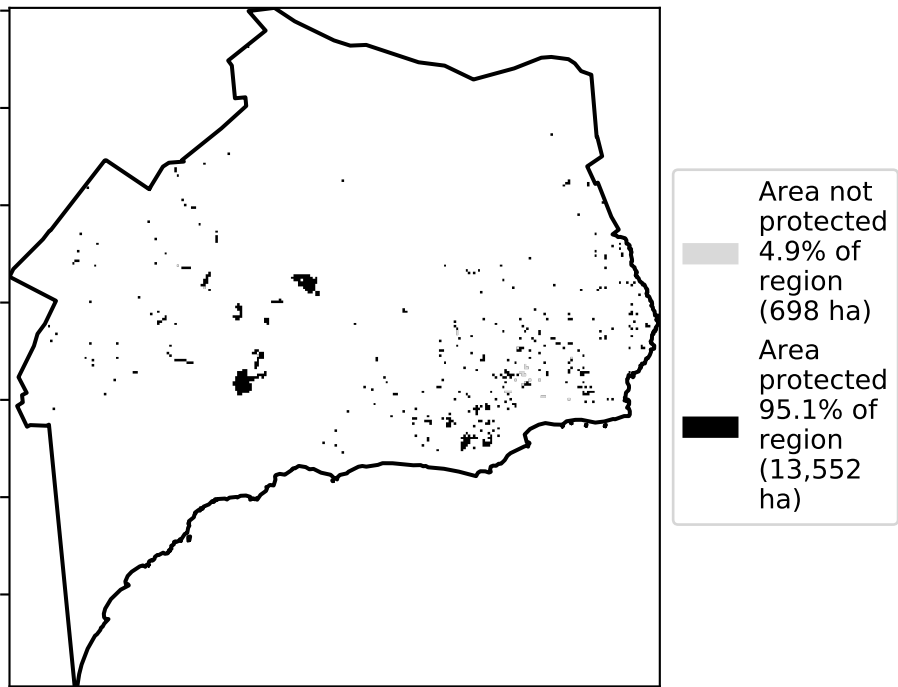 Area not
protected
4.9% of
region
(698 ha)
Area
protected
95.1% of
region
(13,552
ha)